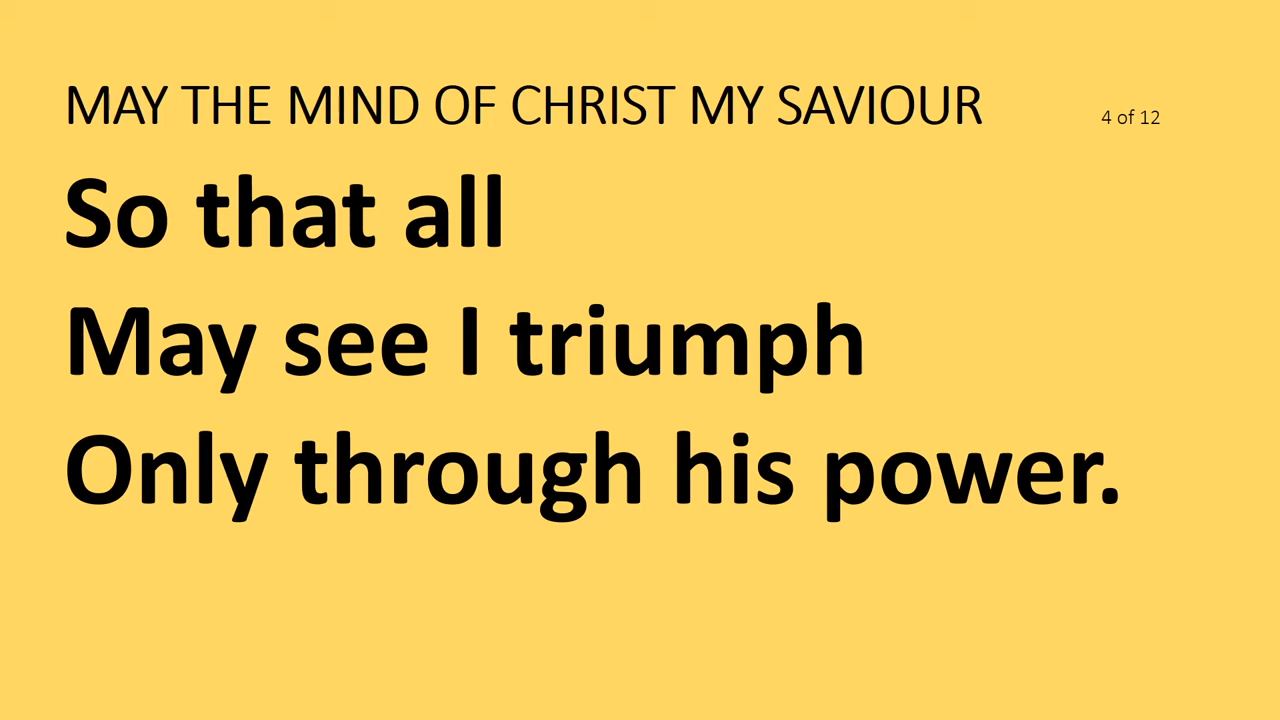 MAY THE MIND OF CHRIST MY SAVIOUR 4 of 12
So that all
May see I triumph
Only through his power.